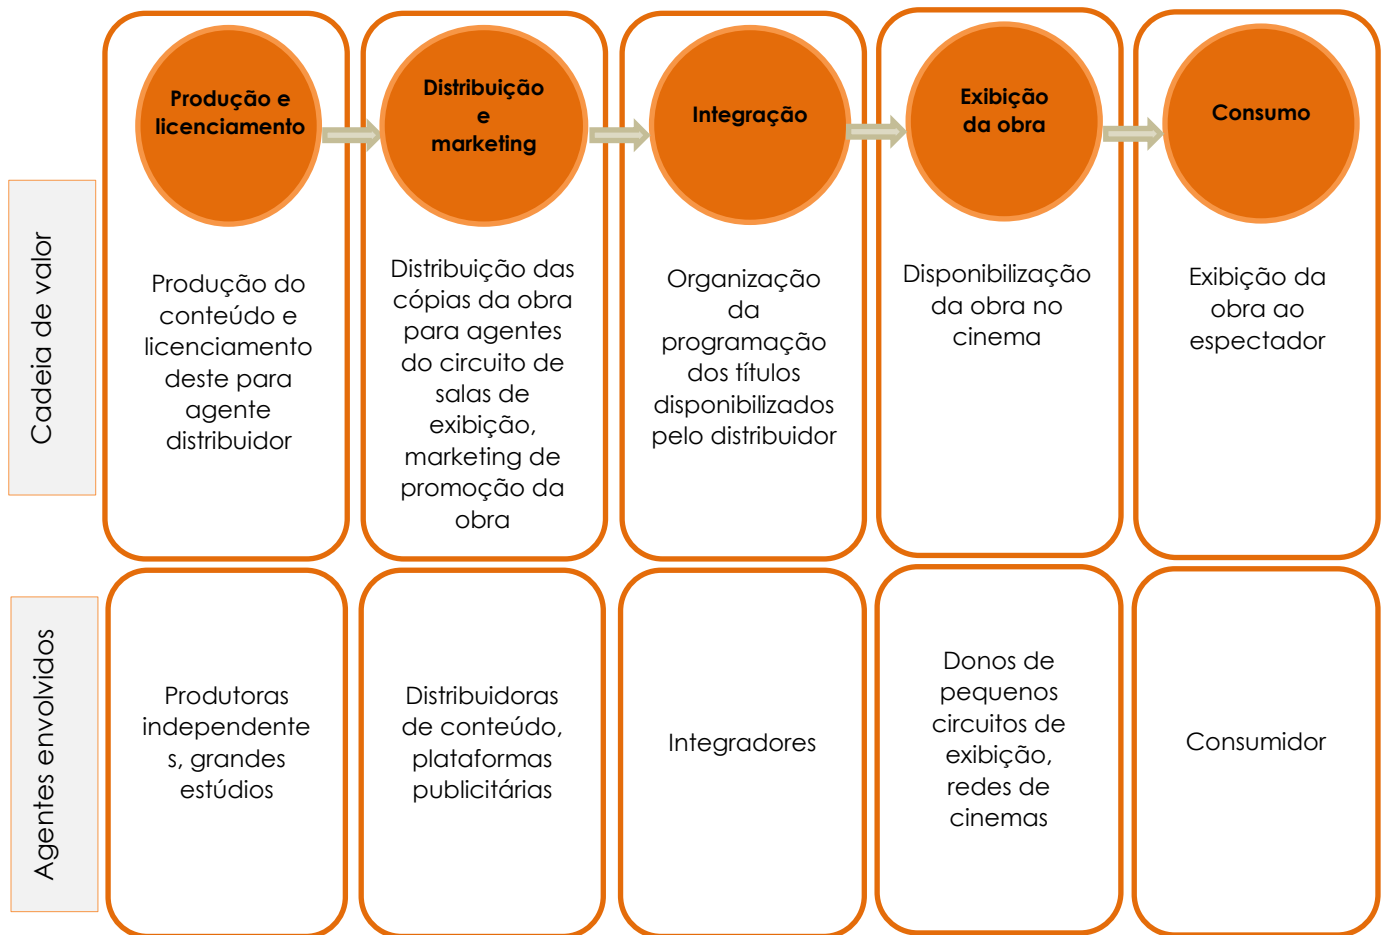 Produção e
licenciamento
Distribuição
e
marketing
Integração
Exibição
da obra
Consumo
Cadeia de valor
Produção do
conteúdo e
licenciamento
deste para
agente
distribuidor
Distribuição das
cópias da obra
para agentes
do circuito de
salas de
exibição,
marketing de
promoção da
obra
Organização
da
programação
dos títulos
disponibilizados
pelo distribuidor
Disponibilização
da obra no
cinema
Exibição da
obra ao
espectador
Agentes envolvidos
Produtoras
independente
s, grandes
estúdios
Distribuidoras
de conteúdo,
plataformas
publicitárias
Integradores
Donos de
pequenos
circuitos de
exibição,
redes de
cinemas
Consumidor